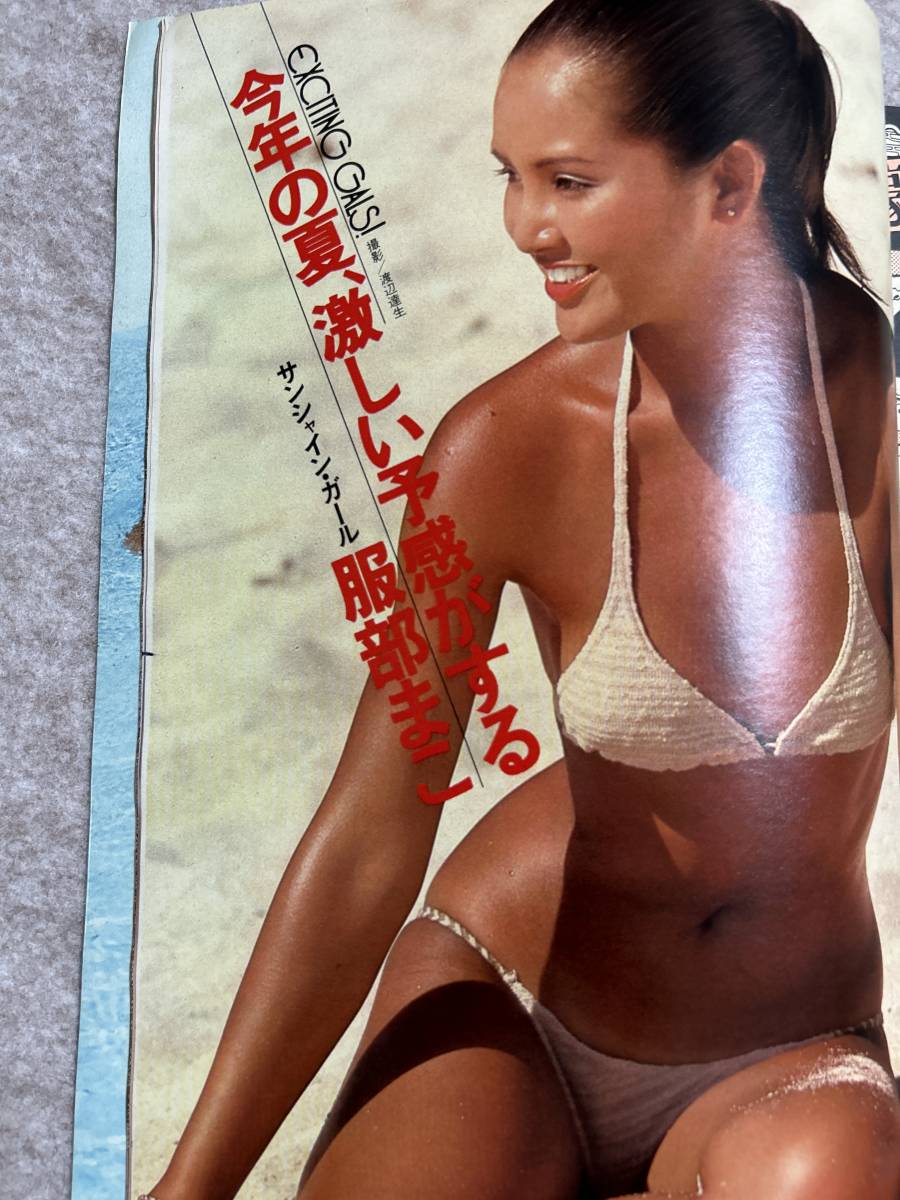 EXCITING GALS!
撮影/渡辺達生
今年の夏、激しい予感がする
サンシャイン・ガール 服部まこ